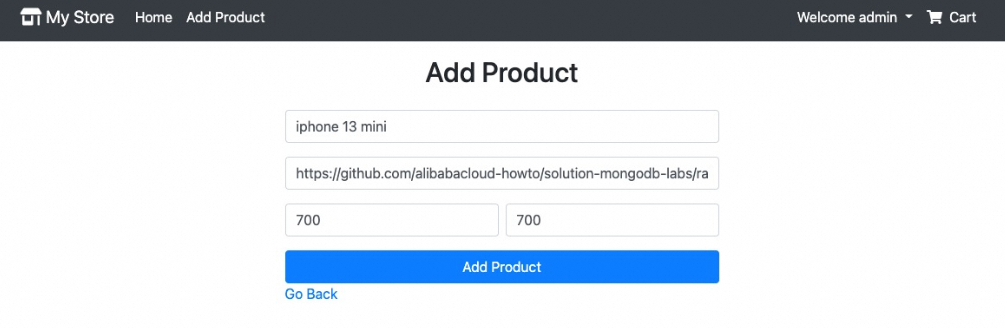 My Store Home Add Product Welcome admin Cart
Add Product
iphone 13 mini
https://github.com/alibabacloud-howto/solution-mongodb-labs/ra
700 700
Add Product
Go Back